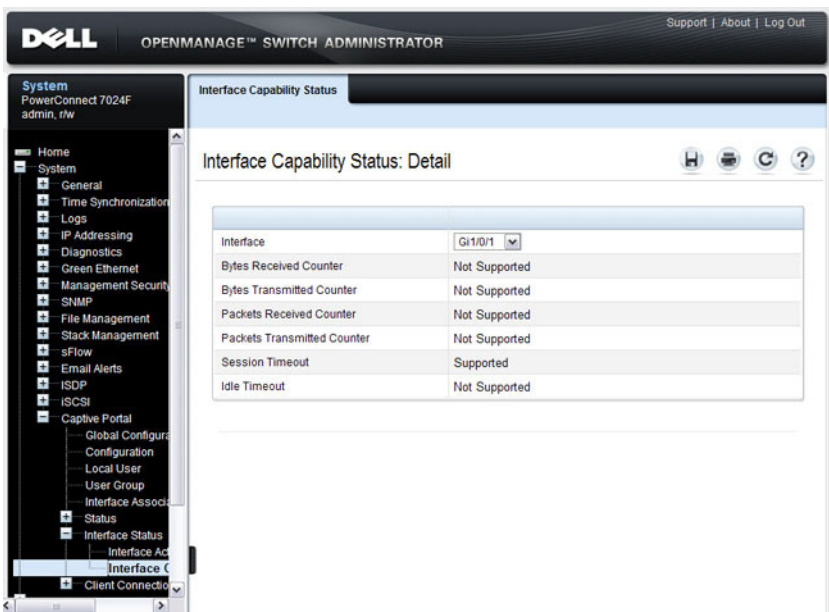 Support | About | Log Out
DELL
OPENMANAGE™ SWITCH ADMINISTRATOR
System
PowerConnect 7024F
admin, r/w
Interface Capability Status
Home
System
General
Time Synchronization
Logs
IP Addressing
Diagnostics
Green Ethernet
Management Security
SNMP
File Management
Stack Management
sFlow
Email Alerts
ISDP
iSCSI
Captive Portal
Global Configura
Configuration
Local User
User Group
Interface Associa
Status
Interface Status
Interface Act
Interface C
Client Connectio
Interface Capability Status: Detail
Interface Gi1/0/1
Bytes Received Counter Not Supported
Bytes Transmitted Counter Not Supported
Packets Received Counter Not Supported
Packets Transmitted Counter Not Supported
Session Timeout Supported
Idle Timeout Not Supported